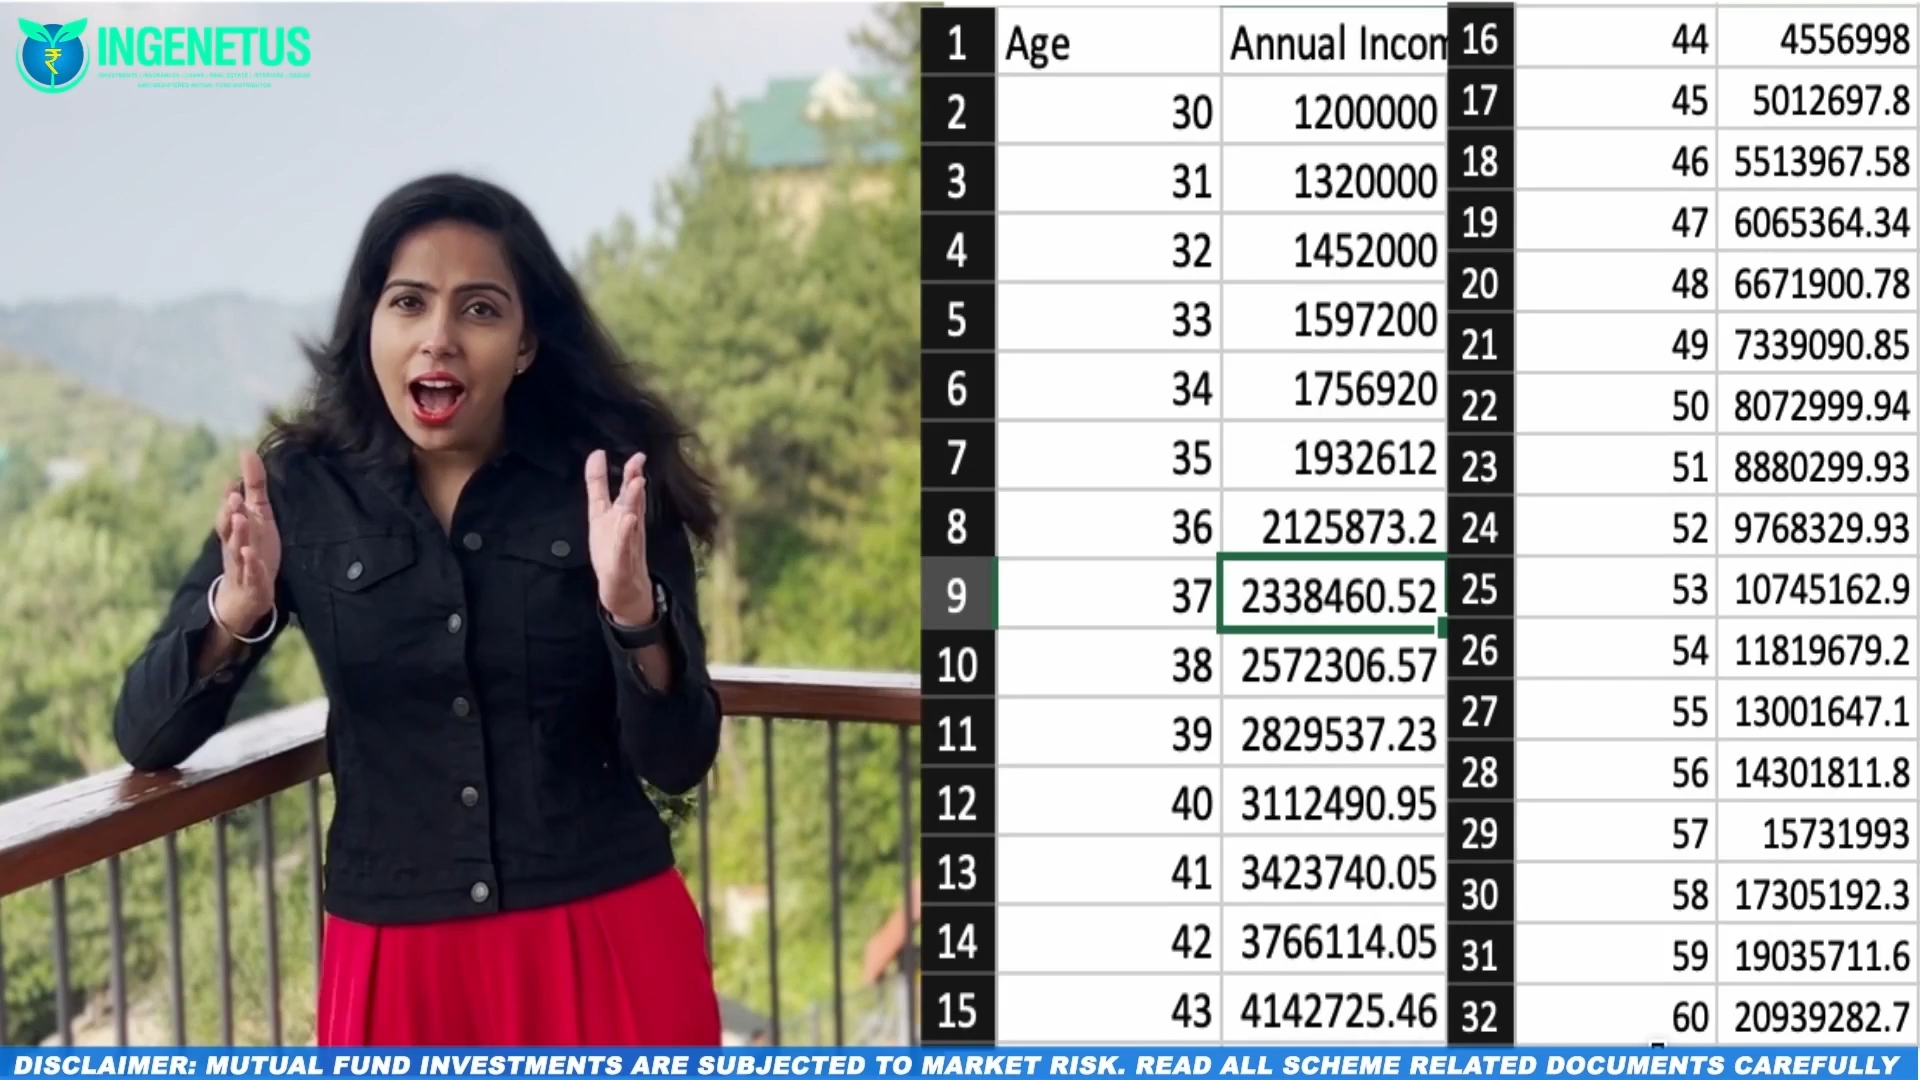 INGENETUS
1 Age Annual Incom
2 30 1200000
3 31 1320000
4 32 1452000
5 33 1597200
6 34 1756920
7 35 1932612
8 36 2125873.2
9 37 2338460.52
10 38 2572306.57
11 39 2829537.23
12 40 3112490.95
13 41 3423740.05
14 42 3766114.05
15 43 4142725.46
16 44 4556998
17 45 5012697.8
18 46 5513967.58
19 47 6065364.34
20 48 6671900.78
21 49 7339090.85
22 50 8072999.94
23 51 8880299.93
24 52 9768329.93
25 53 10745162.9
26 54 11819679.2
27 55 13001647.1
28 56 14301811.8
29 57 15731993
30 58 17305192.3
31 59 19035711.6
32 60 20939282.7
DISCLAIMER: MUTUAL FUND INVESTMENTS ARE SUBJECTED TO MARKET RISK. READ ALL SCHEME RELATED DOCUMENTS CAREFULLY